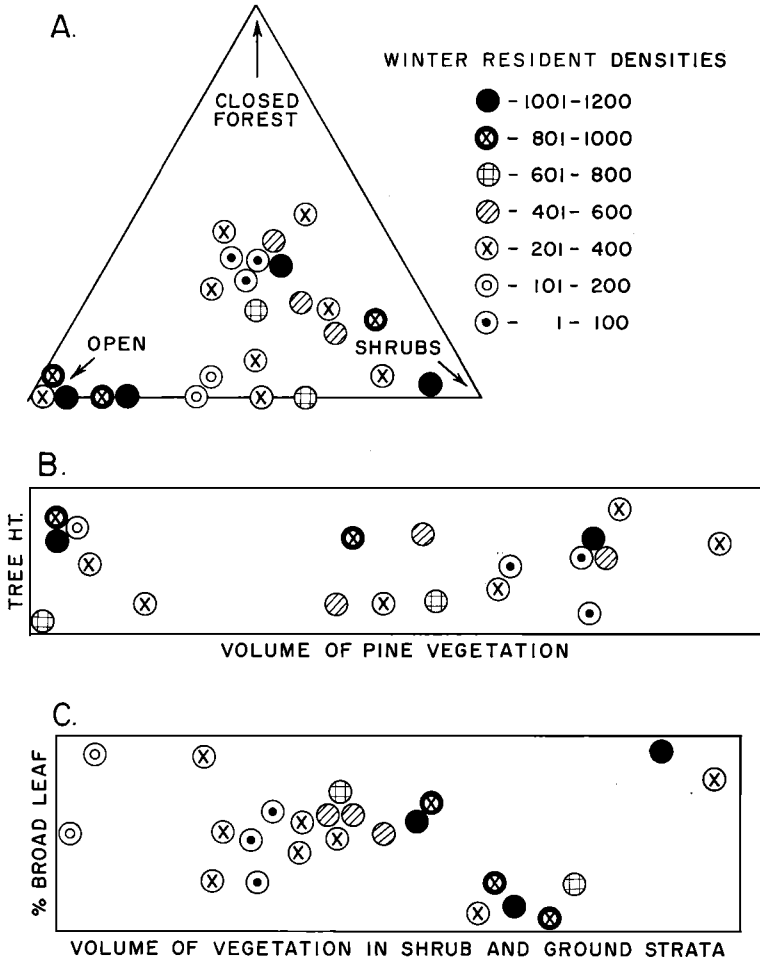 A.
CLOSED
FOREST
OPEN
SHRUBS
WINTER RESIDENT DENSITIES
- 1001 - 1200
- 801 - 1000
- 601 - 800
- 401 - 600
- 201 - 400
- 101 - 200
- 1 - 100
B.
TREE HT.
VOLUME OF PINE VEGETATION
C.
% BROAD LEAF
VOLUME OF VEGETATION IN SHRUB AND GROUND STRATA